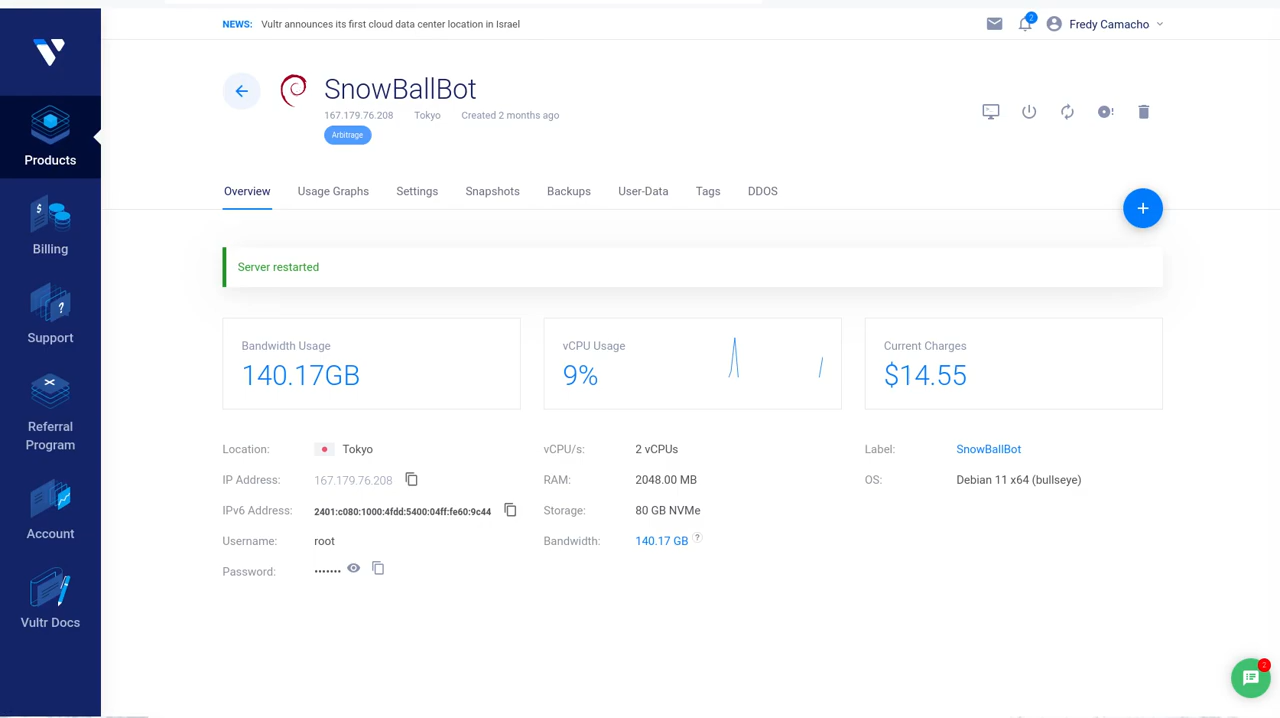 NEWS: Vultr announces its first cloud data center location in Israel
2
Fredy Camacho
SnowBallBot
167.179.76.208 Tokyo Created 2 months ago
Arbitrage
Products
Billing
Support
Referral
Program
Account
Vultr Docs
Overview Usage Graphs Settings Snapshots Backups User-Data Tags DDOS
+
Server restarted
Bandwidth Usage
140.17GB
vCPU Usage
9%
Current Charges
$14.55
Location: Tokyo
IP Address: 167.179.76.208
IPv6 Address: 2401:c080:1000:4fdd:5400:04ff:fe60:9c44
Username: root
Password: •••••••
vCPU/s: 2 vCPUs
RAM: 2048.00 MB
Storage: 80 GB NVMe
Bandwidth: 140.17 GB ?
Label: SnowBallBot
OS: Debian 11 x64 (bullseye)
2